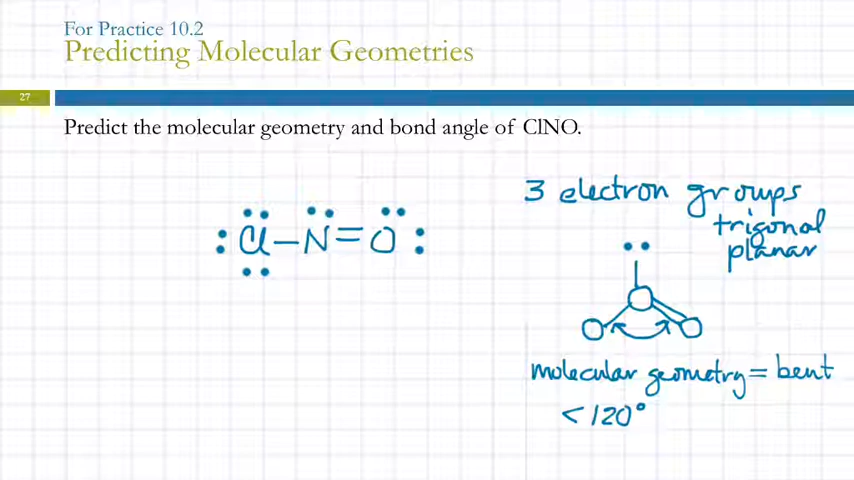 For Practice 10.2
Predicting Molecular Geometries
27
Predict the molecular geometry and bond angle of ClNO.
Cl–N=O
3 electron groups
trigonal
planar
molecular geometry = bent
<120°